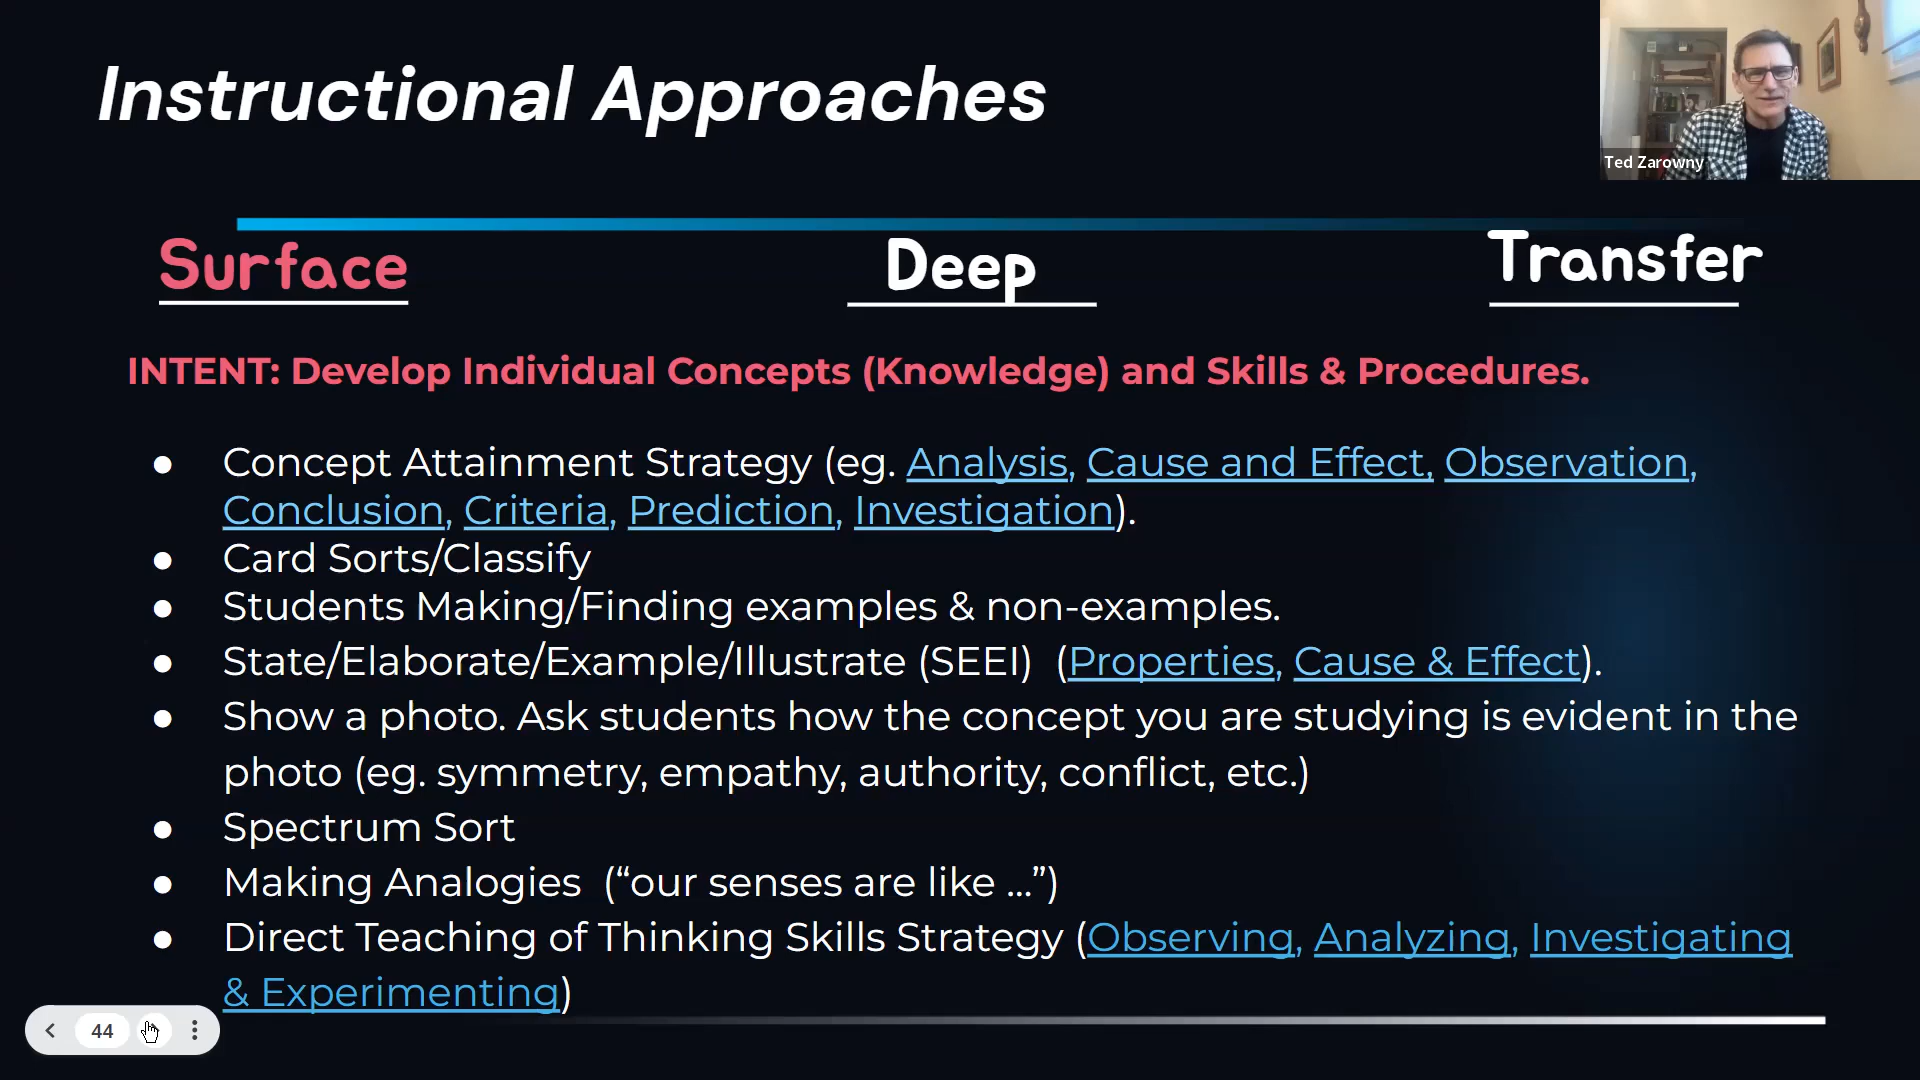 Instructional Approaches
Ted Zarowny
Surface
Deep
Transfer
INTENT: Develop Individual Concepts (Knowledge) and Skills & Procedures.
● Concept Attainment Strategy (eg. Analysis, Cause and Effect, Observation,
Conclusion, Criteria, Prediction, Investigation).
● Card Sorts/Classify
● Students Making/Finding examples & non-examples.
● State/Elaborate/Example/Illustrate (SEEI)  (Properties, Cause & Effect).
● Show a photo. Ask students how the concept you are studying is evident in the
photo (eg. symmetry, empathy, authority, conflict, etc.)
● Spectrum Sort
● Making Analogies  (“our senses are like ...”)
● Direct Teaching of Thinking Skills Strategy (Observing, Analyzing, Investigating
& Experimenting)
44